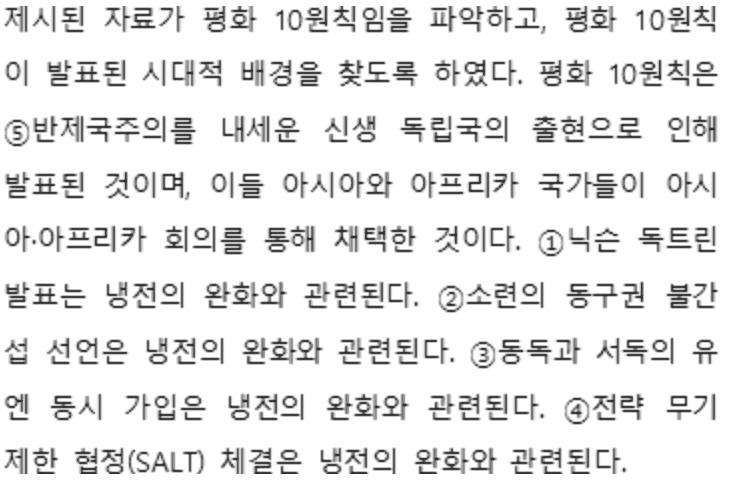 제시된 자료가 평화 10원칙임을 파악하고, 평화 10원칙
이 발표된 시대적 배경을 찾도록 하였다. 평화 10원칙은
⑤반제국주의를 내세운 신생 독립국의 출현으로 인해
발표된 것이며, 이들 아시아와 아프리카 국가들이 아시
아·아프리카 회의를 통해 채택한 것이다. ①닉슨 독트린
발표는 냉전의 완화와 관련된다. ②소련의 동구권 불간
섭 선언은 냉전의 완화와 관련된다. ③동독과 서독의 유
엔 동시 가입은 냉전의 완화와 관련된다. ④전략 무기
제한 협정(SALT) 체결은 냉전의 완화와 관련된다.